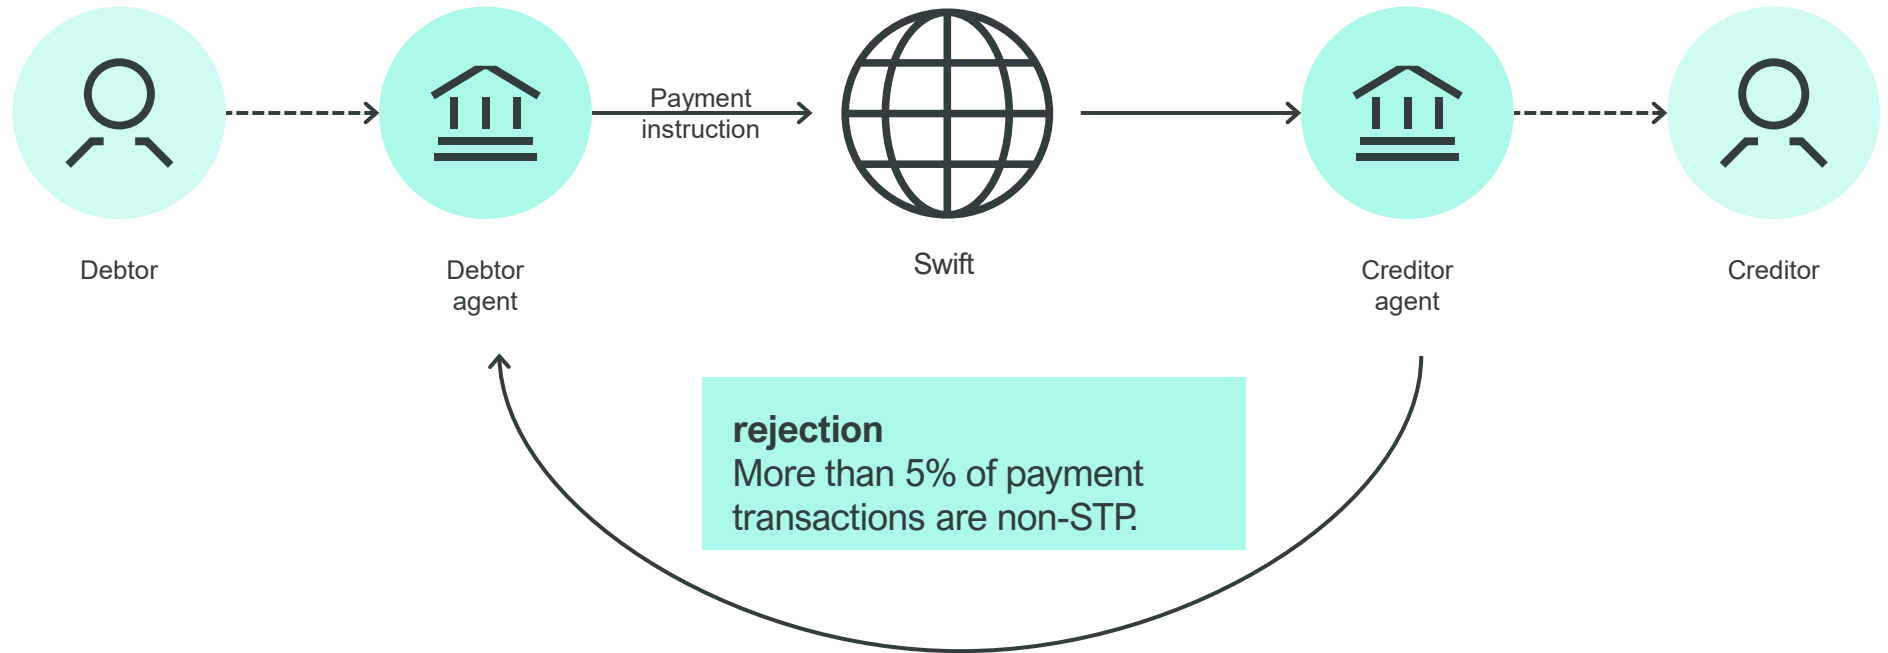 Payment
instruction
Debtor
Debtor
agent
Swift
Creditor
agent
Creditor
rejection
More than 5% of payment
transactions are non-STP.